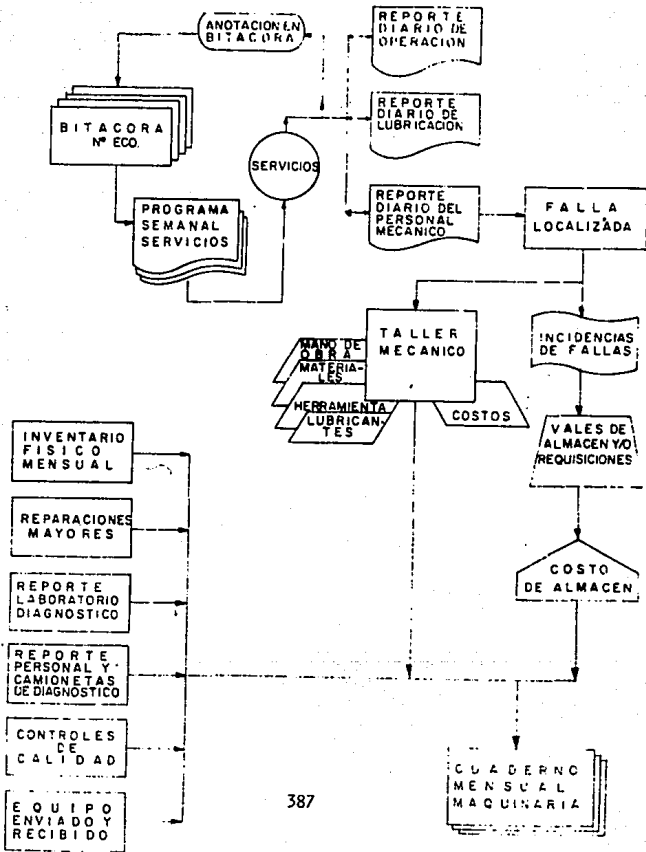 ANOTACION EN
BITACORA
REPORTE
DIARIO DE
OPERACION
BITACORA
Nº ECO.
REPORTE
DIARIO DE
LUBRICACION
SERVICIOS
PROGRAMA
SEMANAL
SERVICIOS
REPORTE
DIARIO DEL
PERSONAL
MECANICO
FALLA
LOCALIZADA
TALLER
MECANICO
MANO DE
OBRA
MATERIA-
LES
HERRAMIENTA
LUBRICAN-
TES
COSTOS
INCIDENCIAS
DE FALLAS
VALES DE
ALMACEN Y/O
REQUISICIONES
COSTO
DE ALMACEN
INVENTARIO
FISICO
MENSUAL
REPARACIONES
MAYORES
REPORTE
LABORATORIO
DIAGNOSTICO
REPORTE
PERSONAL Y
CAMIONETAS
DE DIAGNOSTICO
CONTROLES
DE
CALIDAD
EQUIPO
ENVIADO Y
RECIBIDO
CUADERNO
MENSUAL
MAQUINARIA
387